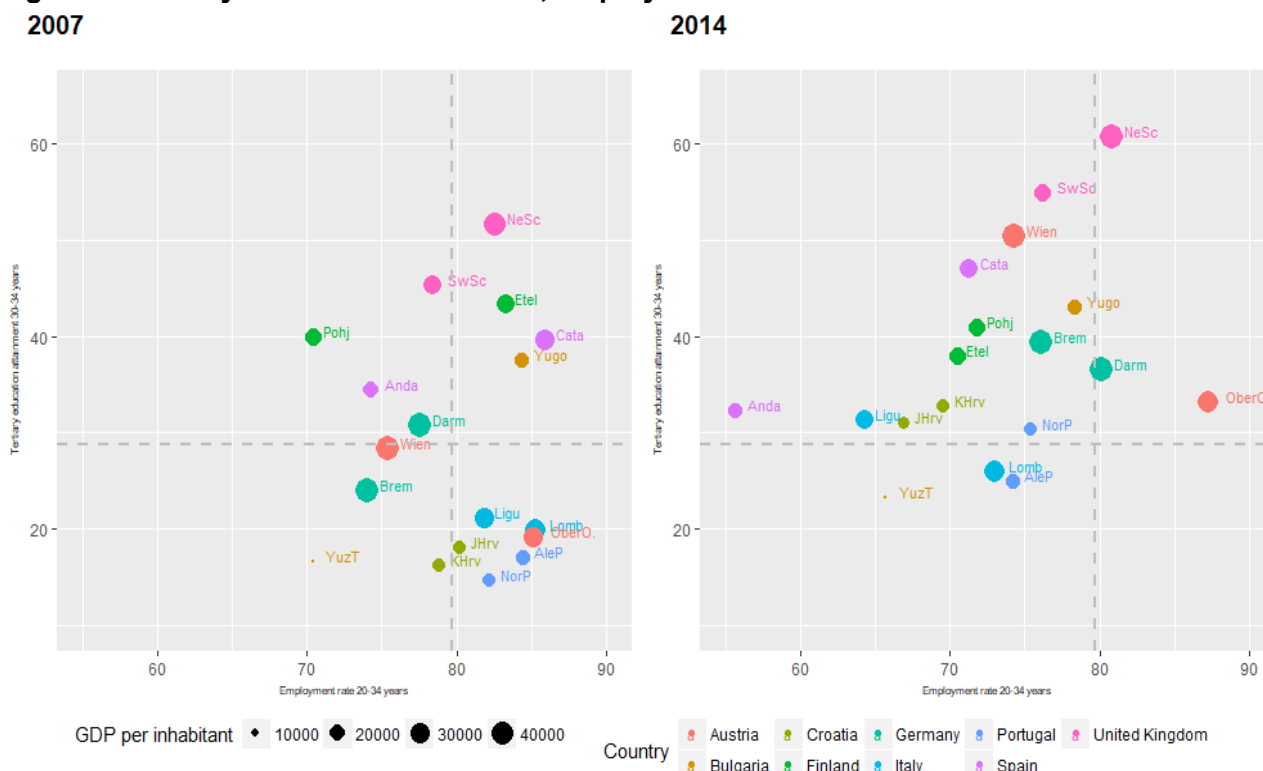 2007
2014
60
40
20
NeSc
SwSc
Etel
Pohj
Cata
Yugo
Anda
Darm
Wien
Brem
Ligu
Lomb
OberO.
JHrv
AleP
KHrv
YuzT
NorP
60
70
80
90
Employment rate 20-34 years
Tertiary education attainment 30-34 years
60
40
20
NeSc
SwSc
Wien
Cata
Yugo
Pohj
Brem
Etel
Darm
OberO
KHrv
Anda
Ligu
JHrv
NorP
Lomb
AleP
YuzT
60
70
80
90
Employment rate 20-34 years
Tertiary education attainment 30-34 years
GDP per inhabitant 10000 20000 30000 40000
Country
Austria Croatia Germany Portugal United Kingdom
Bulgaria Finland Italy Spain